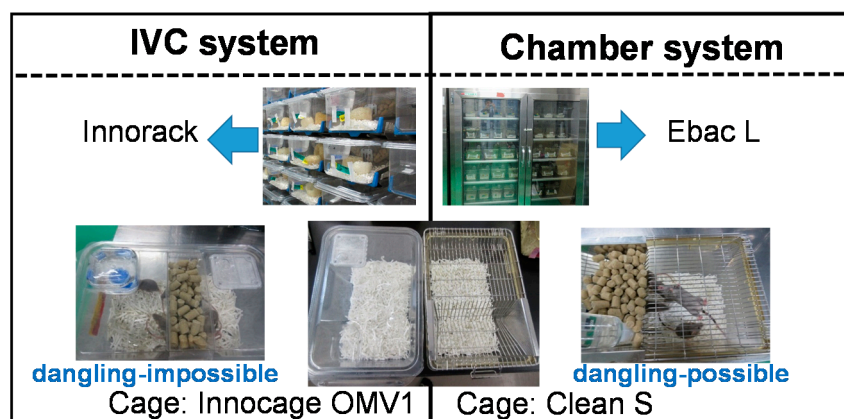 IVC system
Chamber system
Innorack
Ebac L
dangling-impossible
dangling-possible
Cage: Innocage OMV1
Cage: Clean S